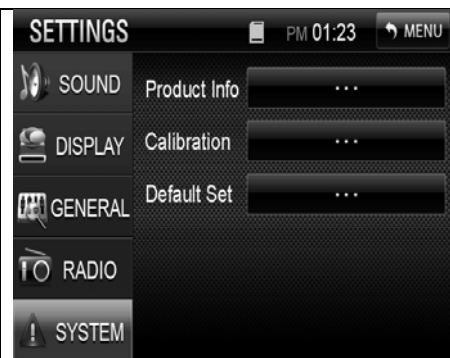 SETTINGS PM 01:23 MENU
SOUND
DISPLAY
GENERAL
RADIO
SYSTEM
Product Info ...
Calibration ...
Default Set ...